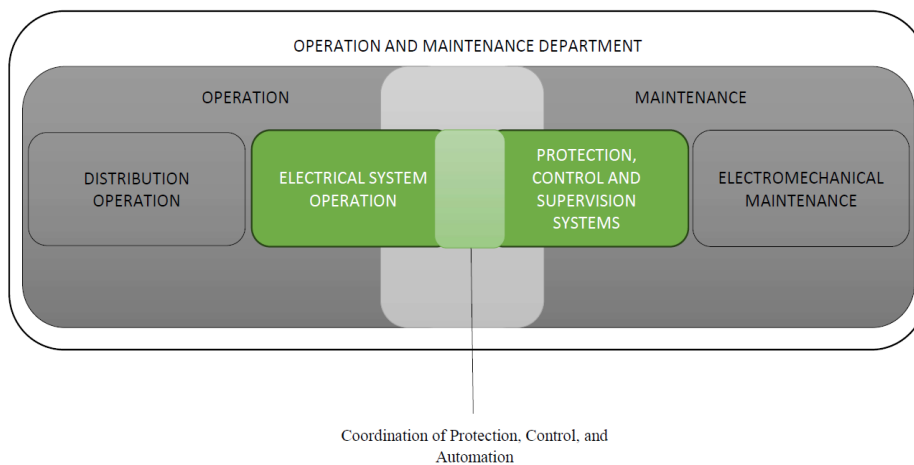 OPERATION AND MAINTENANCE DEPARTMENT
OPERATION
MAINTENANCE
DISTRIBUTION
OPERATION
ELECTRICAL SYSTEM
OPERATION
PROTECTION,
CONTROL AND
SUPERVISION
SYSTEMS
ELECTROMECHANICAL
MAINTENANCE
Coordination of Protection, Control, and
Automation